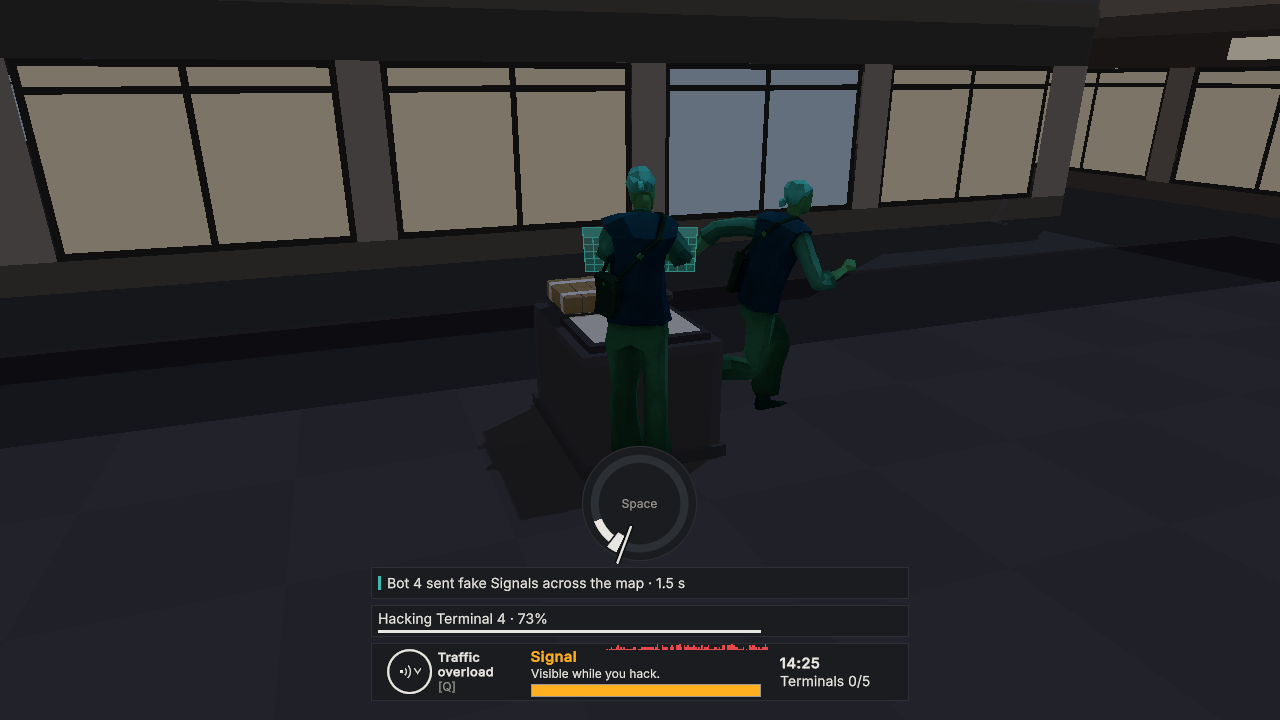 Space
Bot 4 sent fake Signals across the map · 1.5 s
Hacking Terminal 4 · 73%
Traffic
overload
[Q]
Signal
Visible while you hack.
14:25
Terminals 0/5